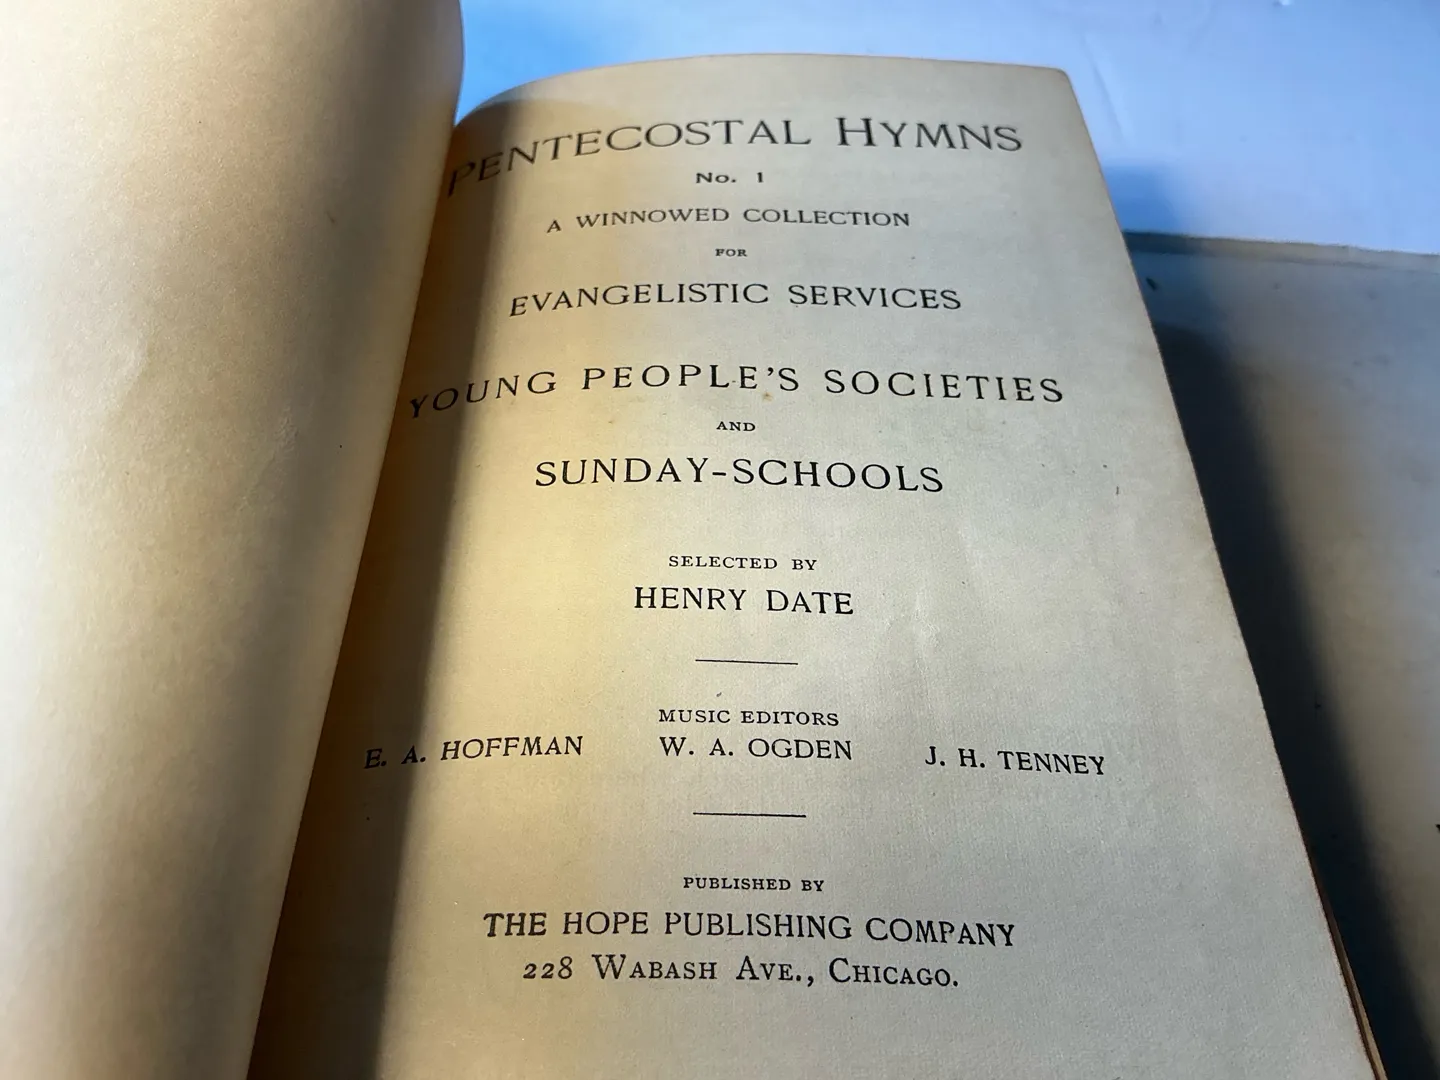 PENTECOSTAL HYMNS
No. 1
A WINNOWED COLLECTION
FOR
EVANGELISTIC SERVICES
YOUNG PEOPLE'S SOCIETIES
AND
SUNDAY-SCHOOLS
SELECTED BY
HENRY DATE
MUSIC EDITORS
E. A. HOFFMAN W. A. OGDEN J. H. TENNEY
PUBLISHED BY
THE HOPE PUBLISHING COMPANY
228 WABASH AVE., CHICAGO.